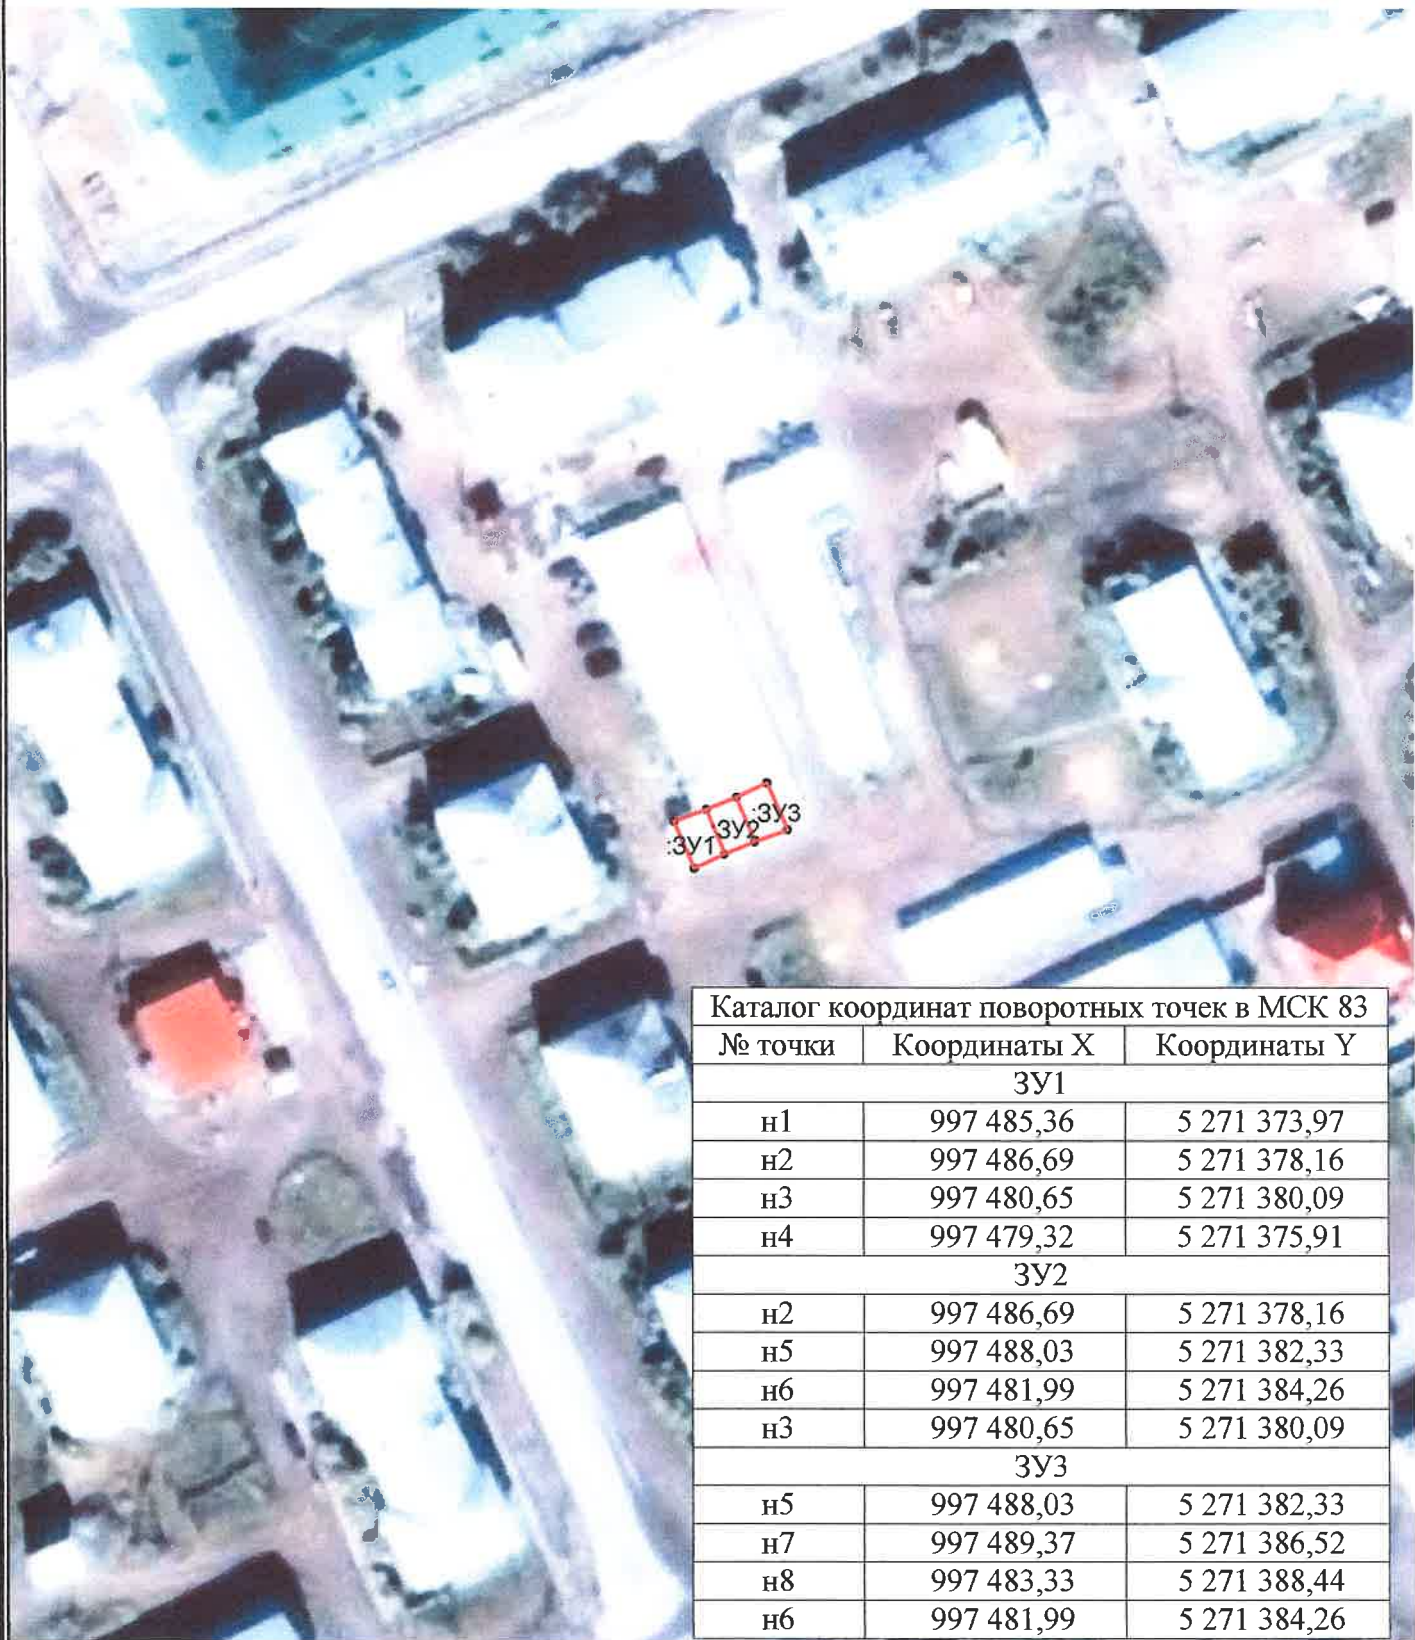 :ЗУ3
ЗУ2
:ЗУ1
Каталог координат поворотных точек в МСК 83
№ точки Координаты X Координаты Y
ЗУ1
н1 997 485,36 5 271 373,97
н2 997 486,69 5 271 378,16
н3 997 480,65 5 271 380,09
н4 997 479,32 5 271 375,91
ЗУ2
н2 997 486,69 5 271 378,16
н5 997 488,03 5 271 382,33
н6 997 481,99 5 271 384,26
н3 997 480,65 5 271 380,09
ЗУ3
н5 997 488,03 5 271 382,33
н7 997 489,37 5 271 386,52
н8 997 483,33 5 271 388,44
н6 997 481,99 5 271 384,26